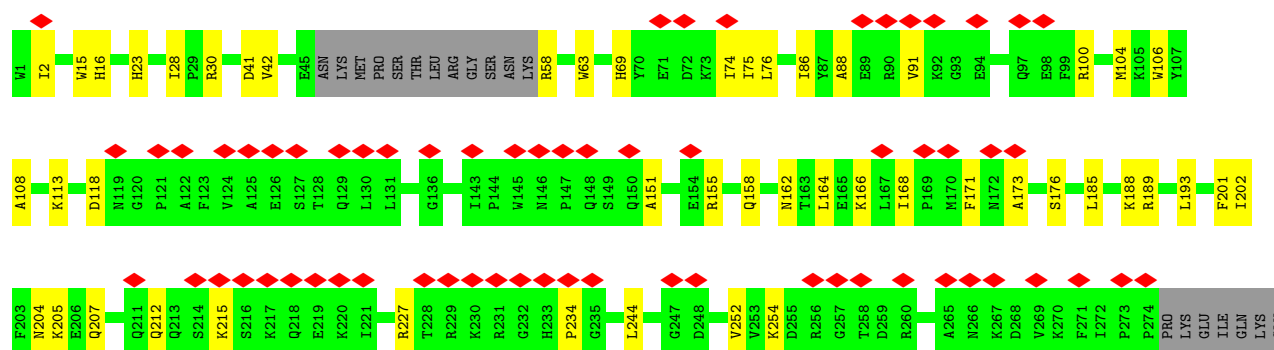 W1 I2 W15 H16 H23 I28 P29 R30 D41 V42 E45 ASN LYS MET PRO SER THR LEU ARG GLY SER ASN LYS R58 W63 H69 Y70 E71 D72 K73 I74 I75 L76 I86 Y87 A88 E89 R90 V91 K92 G93 E94 Q97 E98 F99 R100 M104 K105 W106 Y107
A108 K113 D118 N119 G120 P121 A122 F123 V124 A125 E126 S127 T128 Q129 L130 L131 G136 I143 P144 W145 N146 P147 Q148 S149 Q150 A151 E154 R155 Q158 N162 T163 L164 E165 K166 L167 I168 P169 M170 F171 N172 A173 S176 L185 K188 R189 L193 F201 I202
F203 N204 K205 E206 Q207 Q211 Q212 Q213 S214 K215 S216 K217 Q218 E219 K220 I221 R227 T228 R229 K230 R231 G232 H233 P234 G235 L244 G247 D248 V252 V253 K254 D255 R256 G257 T258 D259 R260 A265 N266 K267 D268 V269 K270 F271 I272 P273 P274 PRO LYS GLU ILE GLN LYS